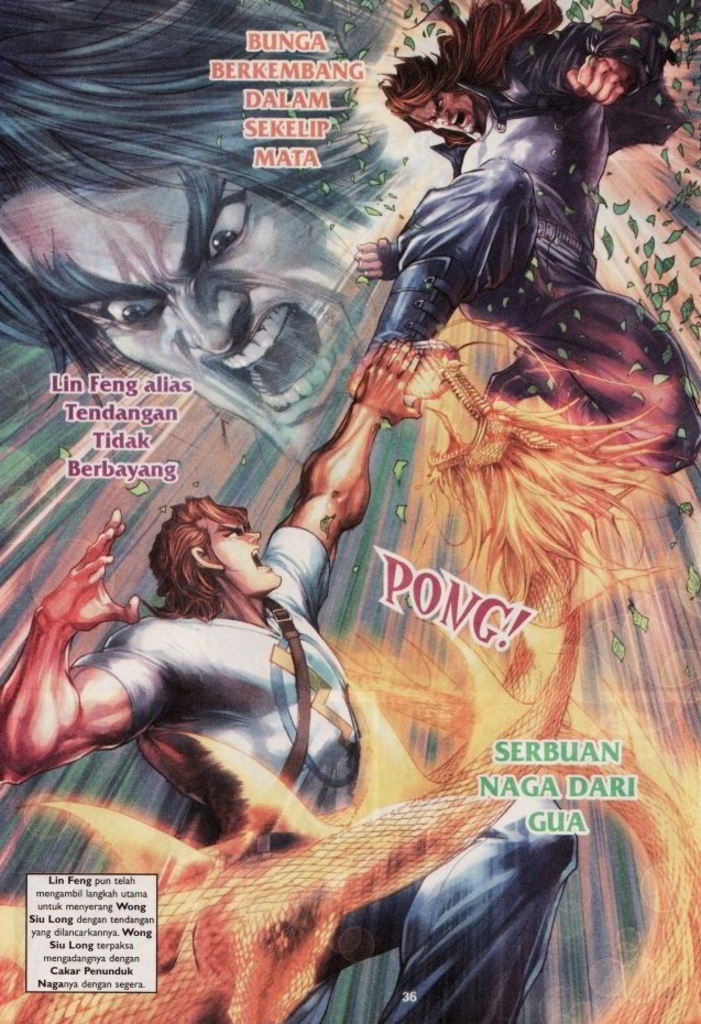 BUNGA
BERKEMBANG
DALAM
SEKELIP
MATA
Lin Feng alias
Tendangan
Tidak
Berbayang
PONG!
SERBUAN
NAGA DARI
GUA
Lin Feng pun telah
mengambil langkah utama
untuk menyerang Wong
Siu Long dengan tendangan
yang dilancarkannya. Wong
Siu Long terpaksa
mengadangnya dengan
Cakar Penunduk
Naganya dengan segera.
36